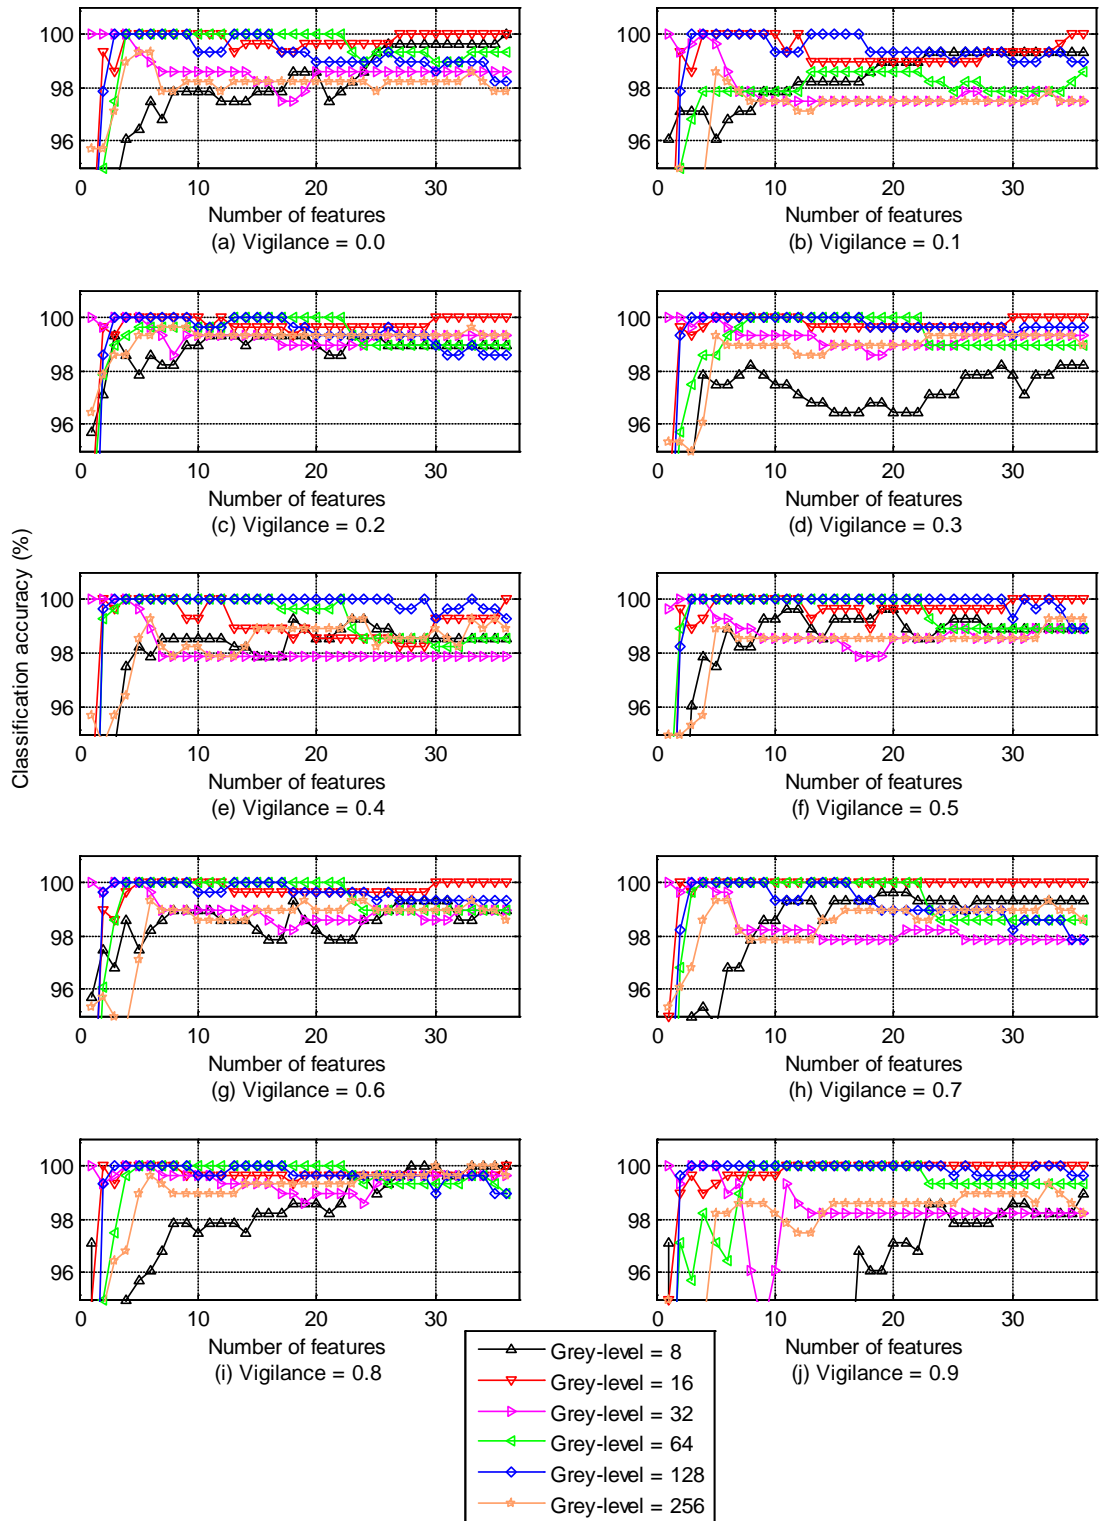 100
98
96
0
10
20
30
Number of features
(a) Vigilance = 0.0
100
98
96
0
10
20
30
Number of features
(b) Vigilance = 0.1
100
98
96
0
10
20
30
Number of features
(c) Vigilance = 0.2
100
98
96
0
10
20
30
Number of features
(d) Vigilance = 0.3
Classification accuracy (%)
100
98
96
0
10
20
30
Number of features
(e) Vigilance = 0.4
100
98
96
0
10
20
30
Number of features
(f) Vigilance = 0.5
100
98
96
0
10
20
30
Number of features
(g) Vigilance = 0.6
100
98
96
0
10
20
30
Number of features
(h) Vigilance = 0.7
100
98
96
0
10
20
30
Number of features
(i) Vigilance = 0.8
100
98
96
0
10
20
30
Number of features
(j) Vigilance = 0.9
Grey-level = 8
Grey-level = 16
Grey-level = 32
Grey-level = 64
Grey-level = 128
Grey-level = 256